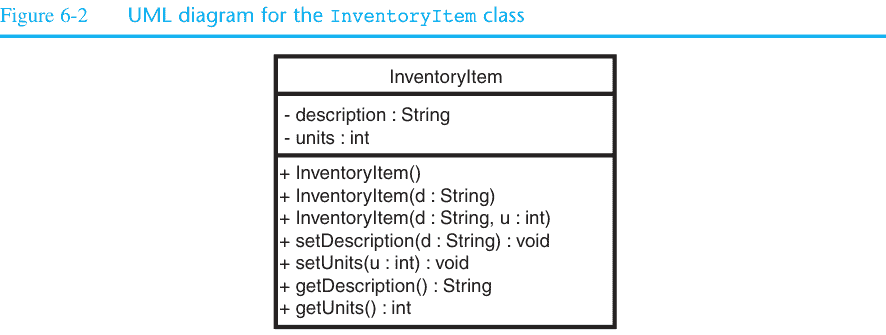 Figure 6-2 UML diagram for the InventoryItem class
InventoryItem
- description : String
- units : int
+ InventoryItem()
+ InventoryItem(d : String)
+ InventoryItem(d : String, u : int)
+ setDescription(d : String) : void
+ setUnits(u : int) : void
+ getDescription() : String
+ getUnits() : int